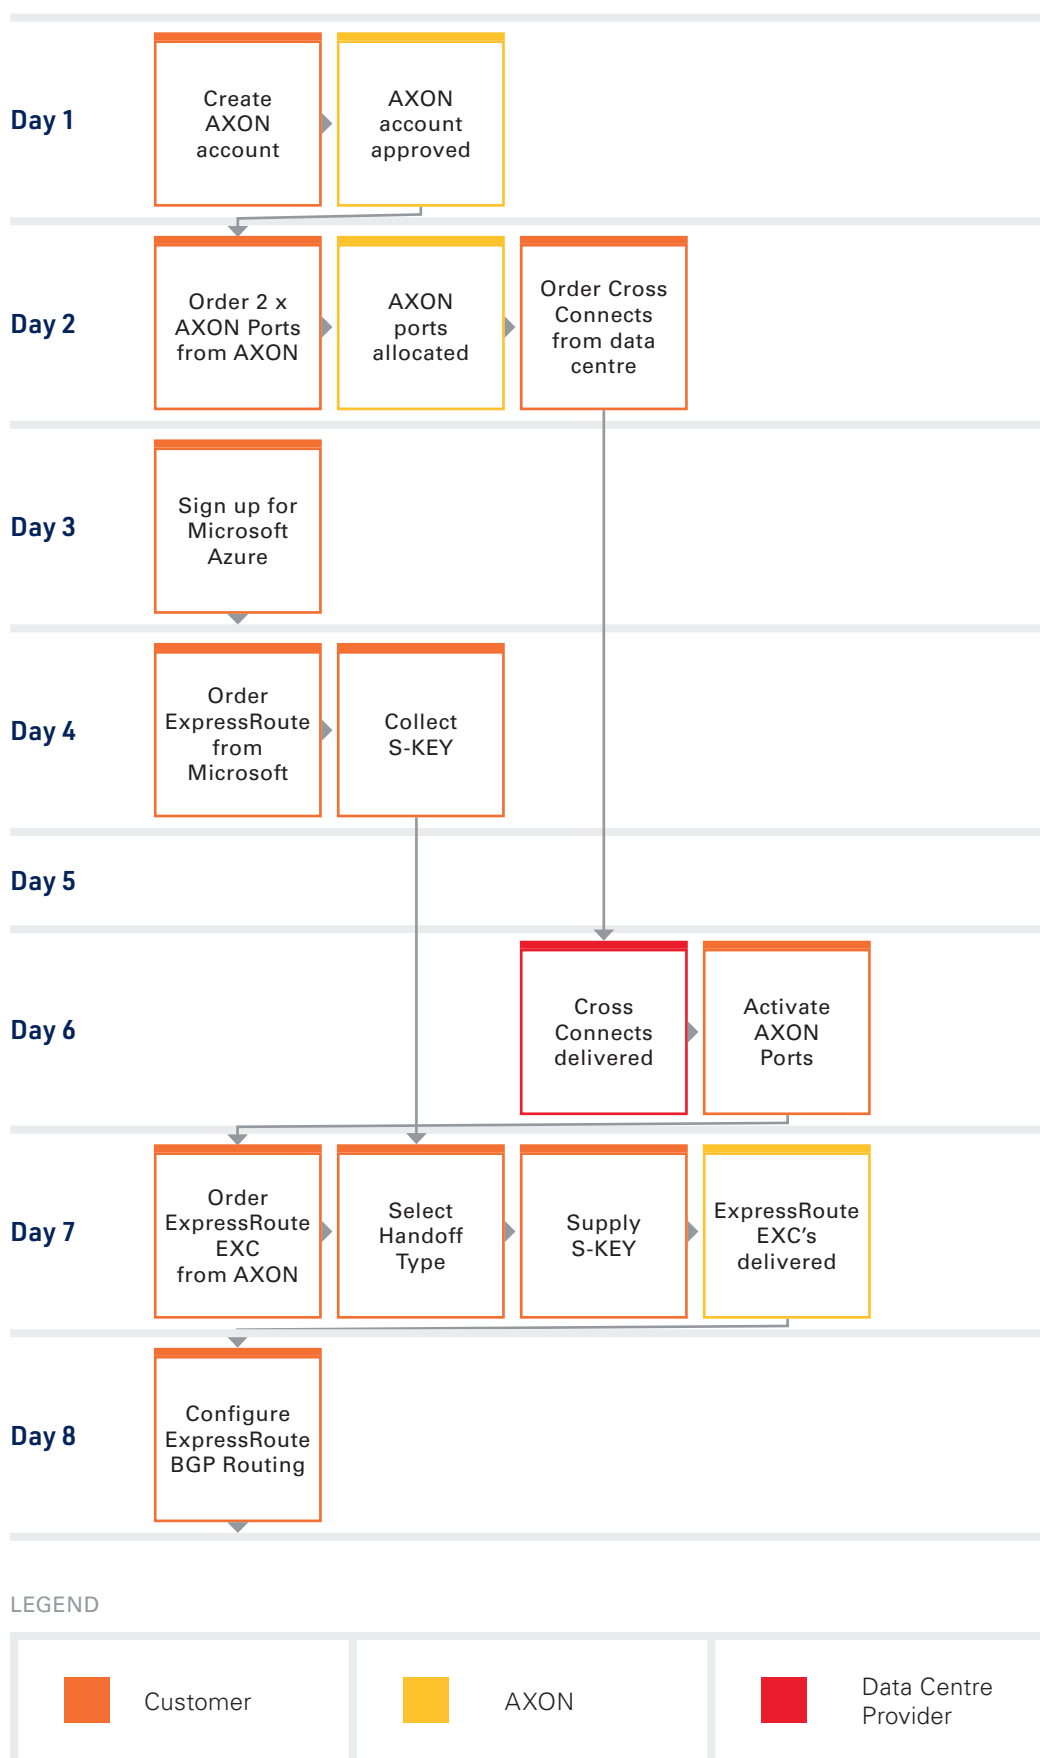 Day 1
Create
AXON
account
AXON
account
approved
Day 2
Order 2 x
AXON Ports
from AXON
AXON
ports
allocated
Order Cross
Connects
from data
centre
Day 3
Sign up for
Microsoft
Azure
Day 4
Order
ExpressRoute
from
Microsoft
Collect
S-KEY
Day 5
Day 6
Cross
Connects
delivered
Activate
AXON
Ports
Day 7
Order
ExpressRoute
EXC
from AXON
Select
Handoff
Type
Supply
S-KEY
ExpressRoute
EXC’s
delivered
Day 8
Configure
ExpressRoute
BGP Routing
LEGEND
Customer
AXON
Data Centre
Provider